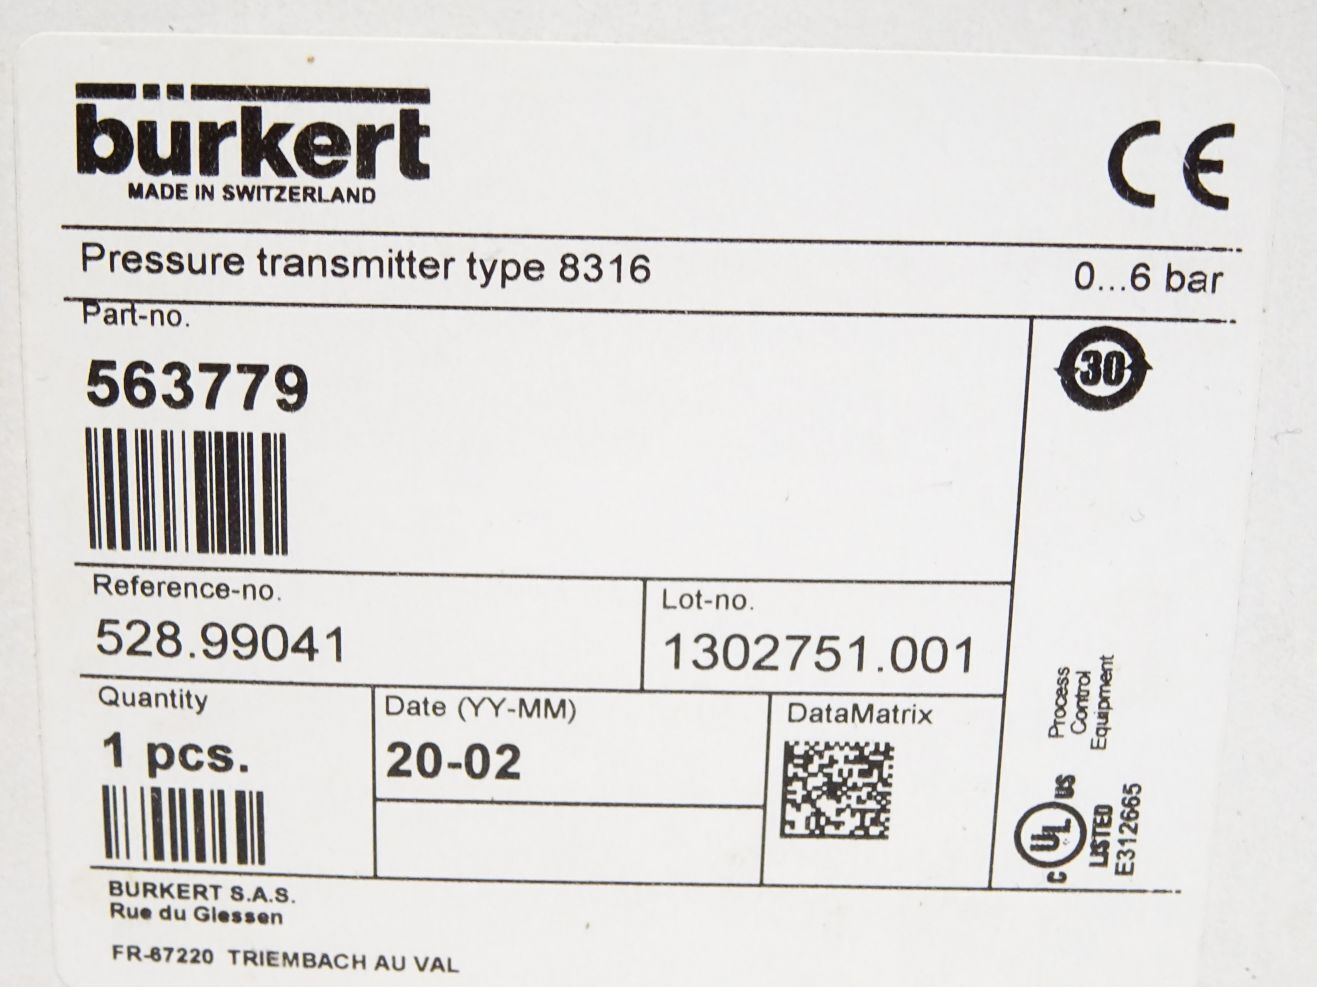 bürkert
MADE IN SWITZERLAND
CE
Pressure transmitter type 8316 0...6 bar
Part-no.
563779
30
Reference-no.
528.99041
Lot-no.
1302751.001
Quantity
1 pcs.
Date (YY-MM)
20-02
DataMatrix
Process
Control
Equipment
C UL US
LISTED
E312665
BURKERT S.A.S.
Rue du Giessen
FR-67220 TRIEMBACH AU VAL